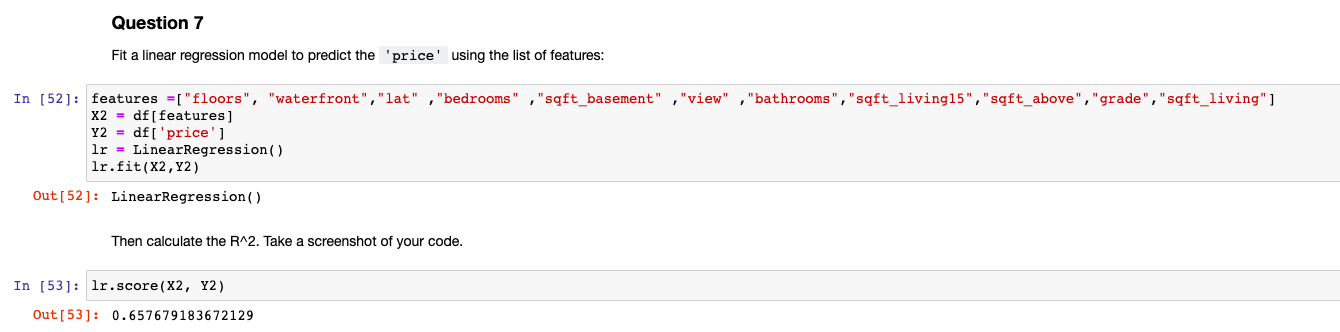 Question 7
Fit a linear regression model to predict the 'price' using the list of features:
In [52]: features =["floors", "waterfront","lat" ,"bedrooms" ,"sqft_basement" ,"view" ,"bathrooms","sqft_living15","sqft_above","grade","sqft_living"]
X2 = df[features]
Y2 = df['price']
lr = LinearRegression()
lr.fit(X2,Y2)
Out[52]: LinearRegression()
Then calculate the R^2. Take a screenshot of your code.
In [53]: lr.score(X2, Y2)
Out[53]: 0.657679183672129